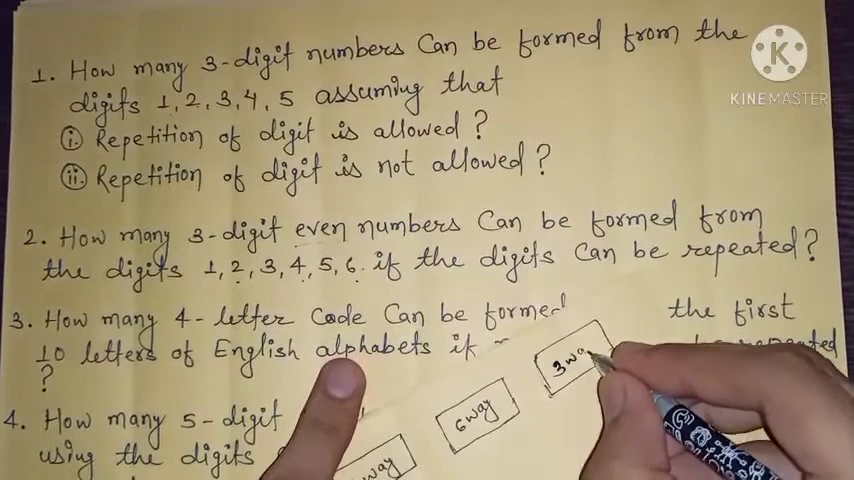 1. How many 3-digit numbers Can be formed from the
digits 1, 2, 3, 4, 5 assuming that
(i.) Repetition of digit is allowed?
(ii.) Repetition of digit is not allowed?
2. How many 3-digit even numbers Can be formed from
the digits 1, 2, 3, 4, 5, 6 if the digits Can be repeated?
3. How many 4-letter Code Can be formed the first
10 letters of English alphabets if repeated
?
4. How many 5-digit
using the digits
way
6 way
3 wa
K
KINEMASTER